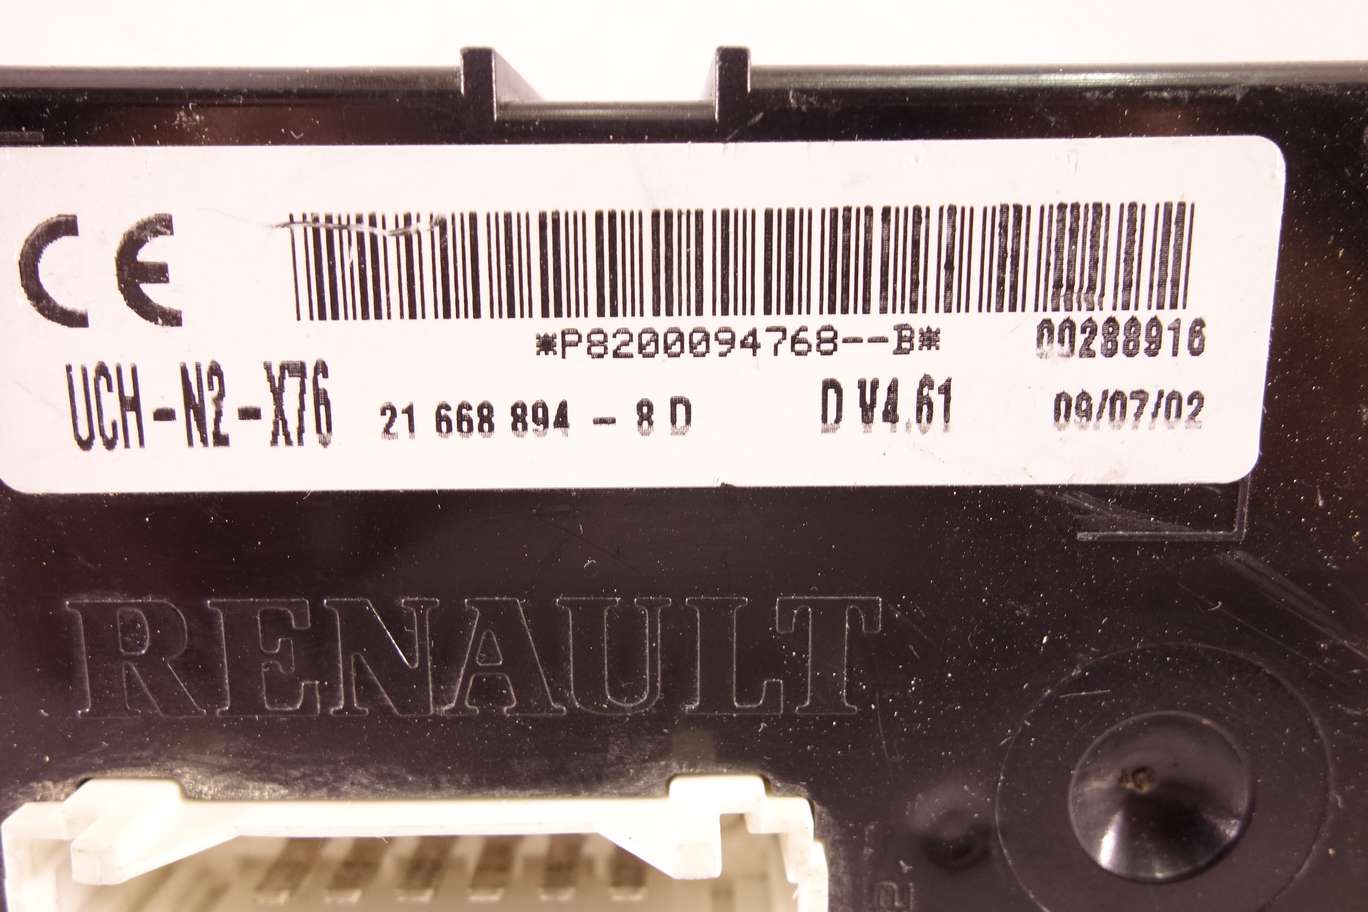 CE
*P8200094768--B* 00288916
UCH-N2-X76 21 668 894 - 8 D D V4.61 09/07/02
RENAULT